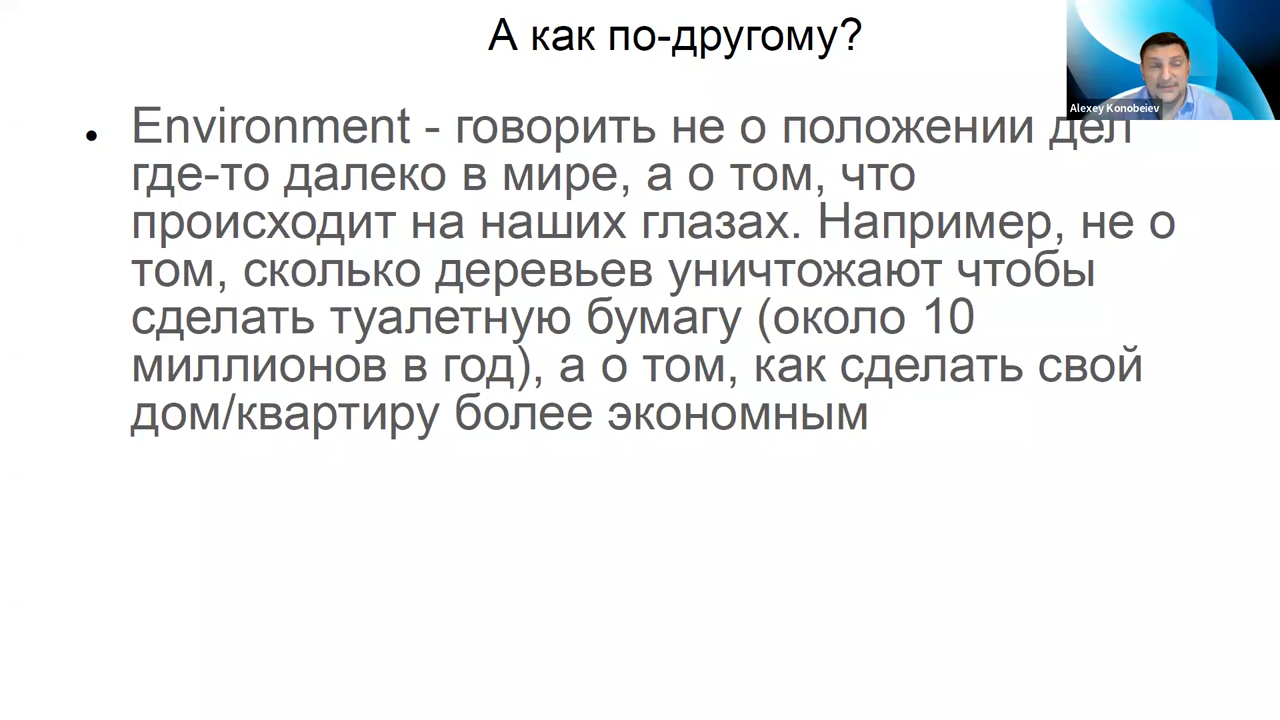 А как по-другому?
Alexey Konobeiev
• Environment - говорить не о положении дел
где-то далеко в мире, а о том, что
происходит на наших глазах. Например, не о
том, сколько деревьев уничтожают чтобы
сделать туалетную бумагу (около 10
миллионов в год), а о том, как сделать свой
дом/квартиру более экономным